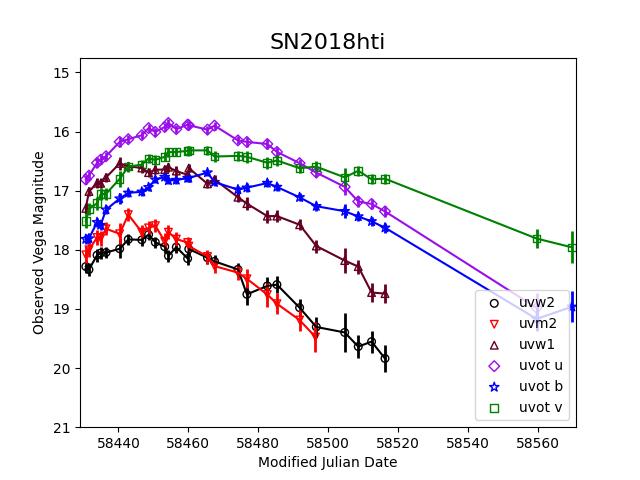 SN2018hti
Observed Vega Magnitude
15
16
17
18
19
20
21
58440 58460 58480 58500 58520 58540 58560
Modified Julian Date
uvw2
uvm2
uvw1
uvot u
uvot b
uvot v